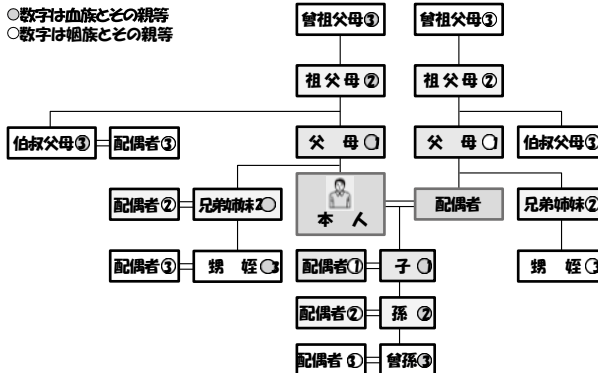 ●数字は血族とその親等
○数字は姻族とその親等
曾祖父母③ 曾祖父母③
祖父母② 祖父母②
伯叔父母③ 配偶者③ 父 母① 父 母① 伯叔父母③
配偶者② 兄弟姉妹2 本 人 配偶者 兄弟姉妹②
配偶者③ 甥 姪③ 配偶者① 子① 甥 姪③
配偶者② 孫②
配偶者③ 曾孫③